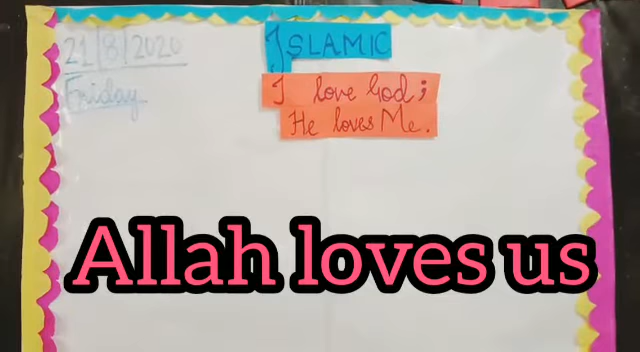 21/8/2020
Friday
ISLAMIC
I love God;
He loves Me.
Allah loves us